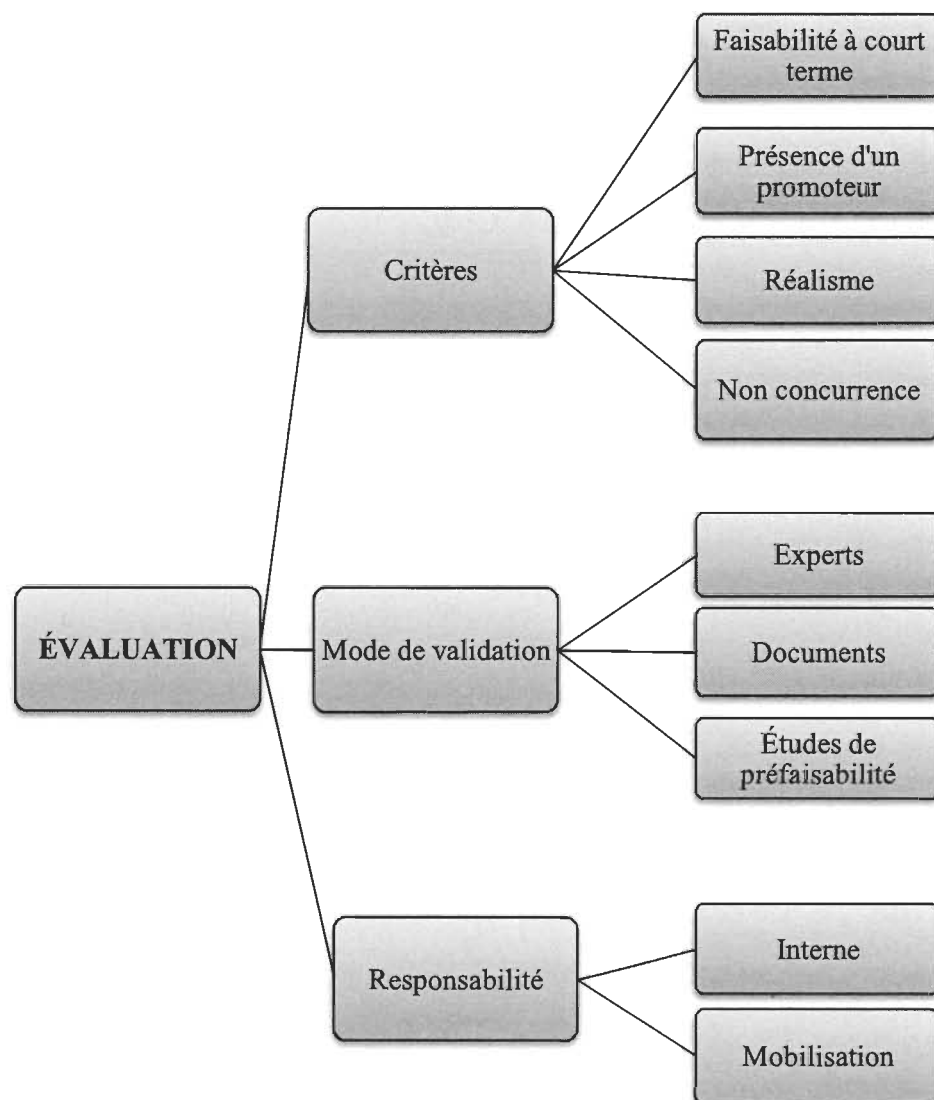 Faisabilité à court
terme
Présence d'un
promoteur
Critères
Réalisme
Non concurrence
Experts
ÉVALUATION
Mode de validation
Documents
Études de
préfaisabilité
Interne
Responsabilité
Mobilisation